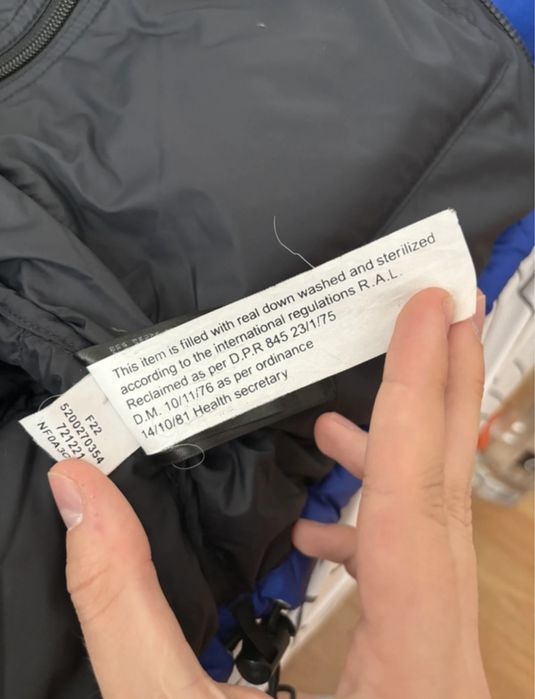 This item is filled with real down washed and sterilized
according to the international regulations R.A.L.
Reclaimed as per D.P.R 845 23/1/75
D.M. 10/11/76 as per ordinance
14/10/81 Health secretary
F22
5200270354